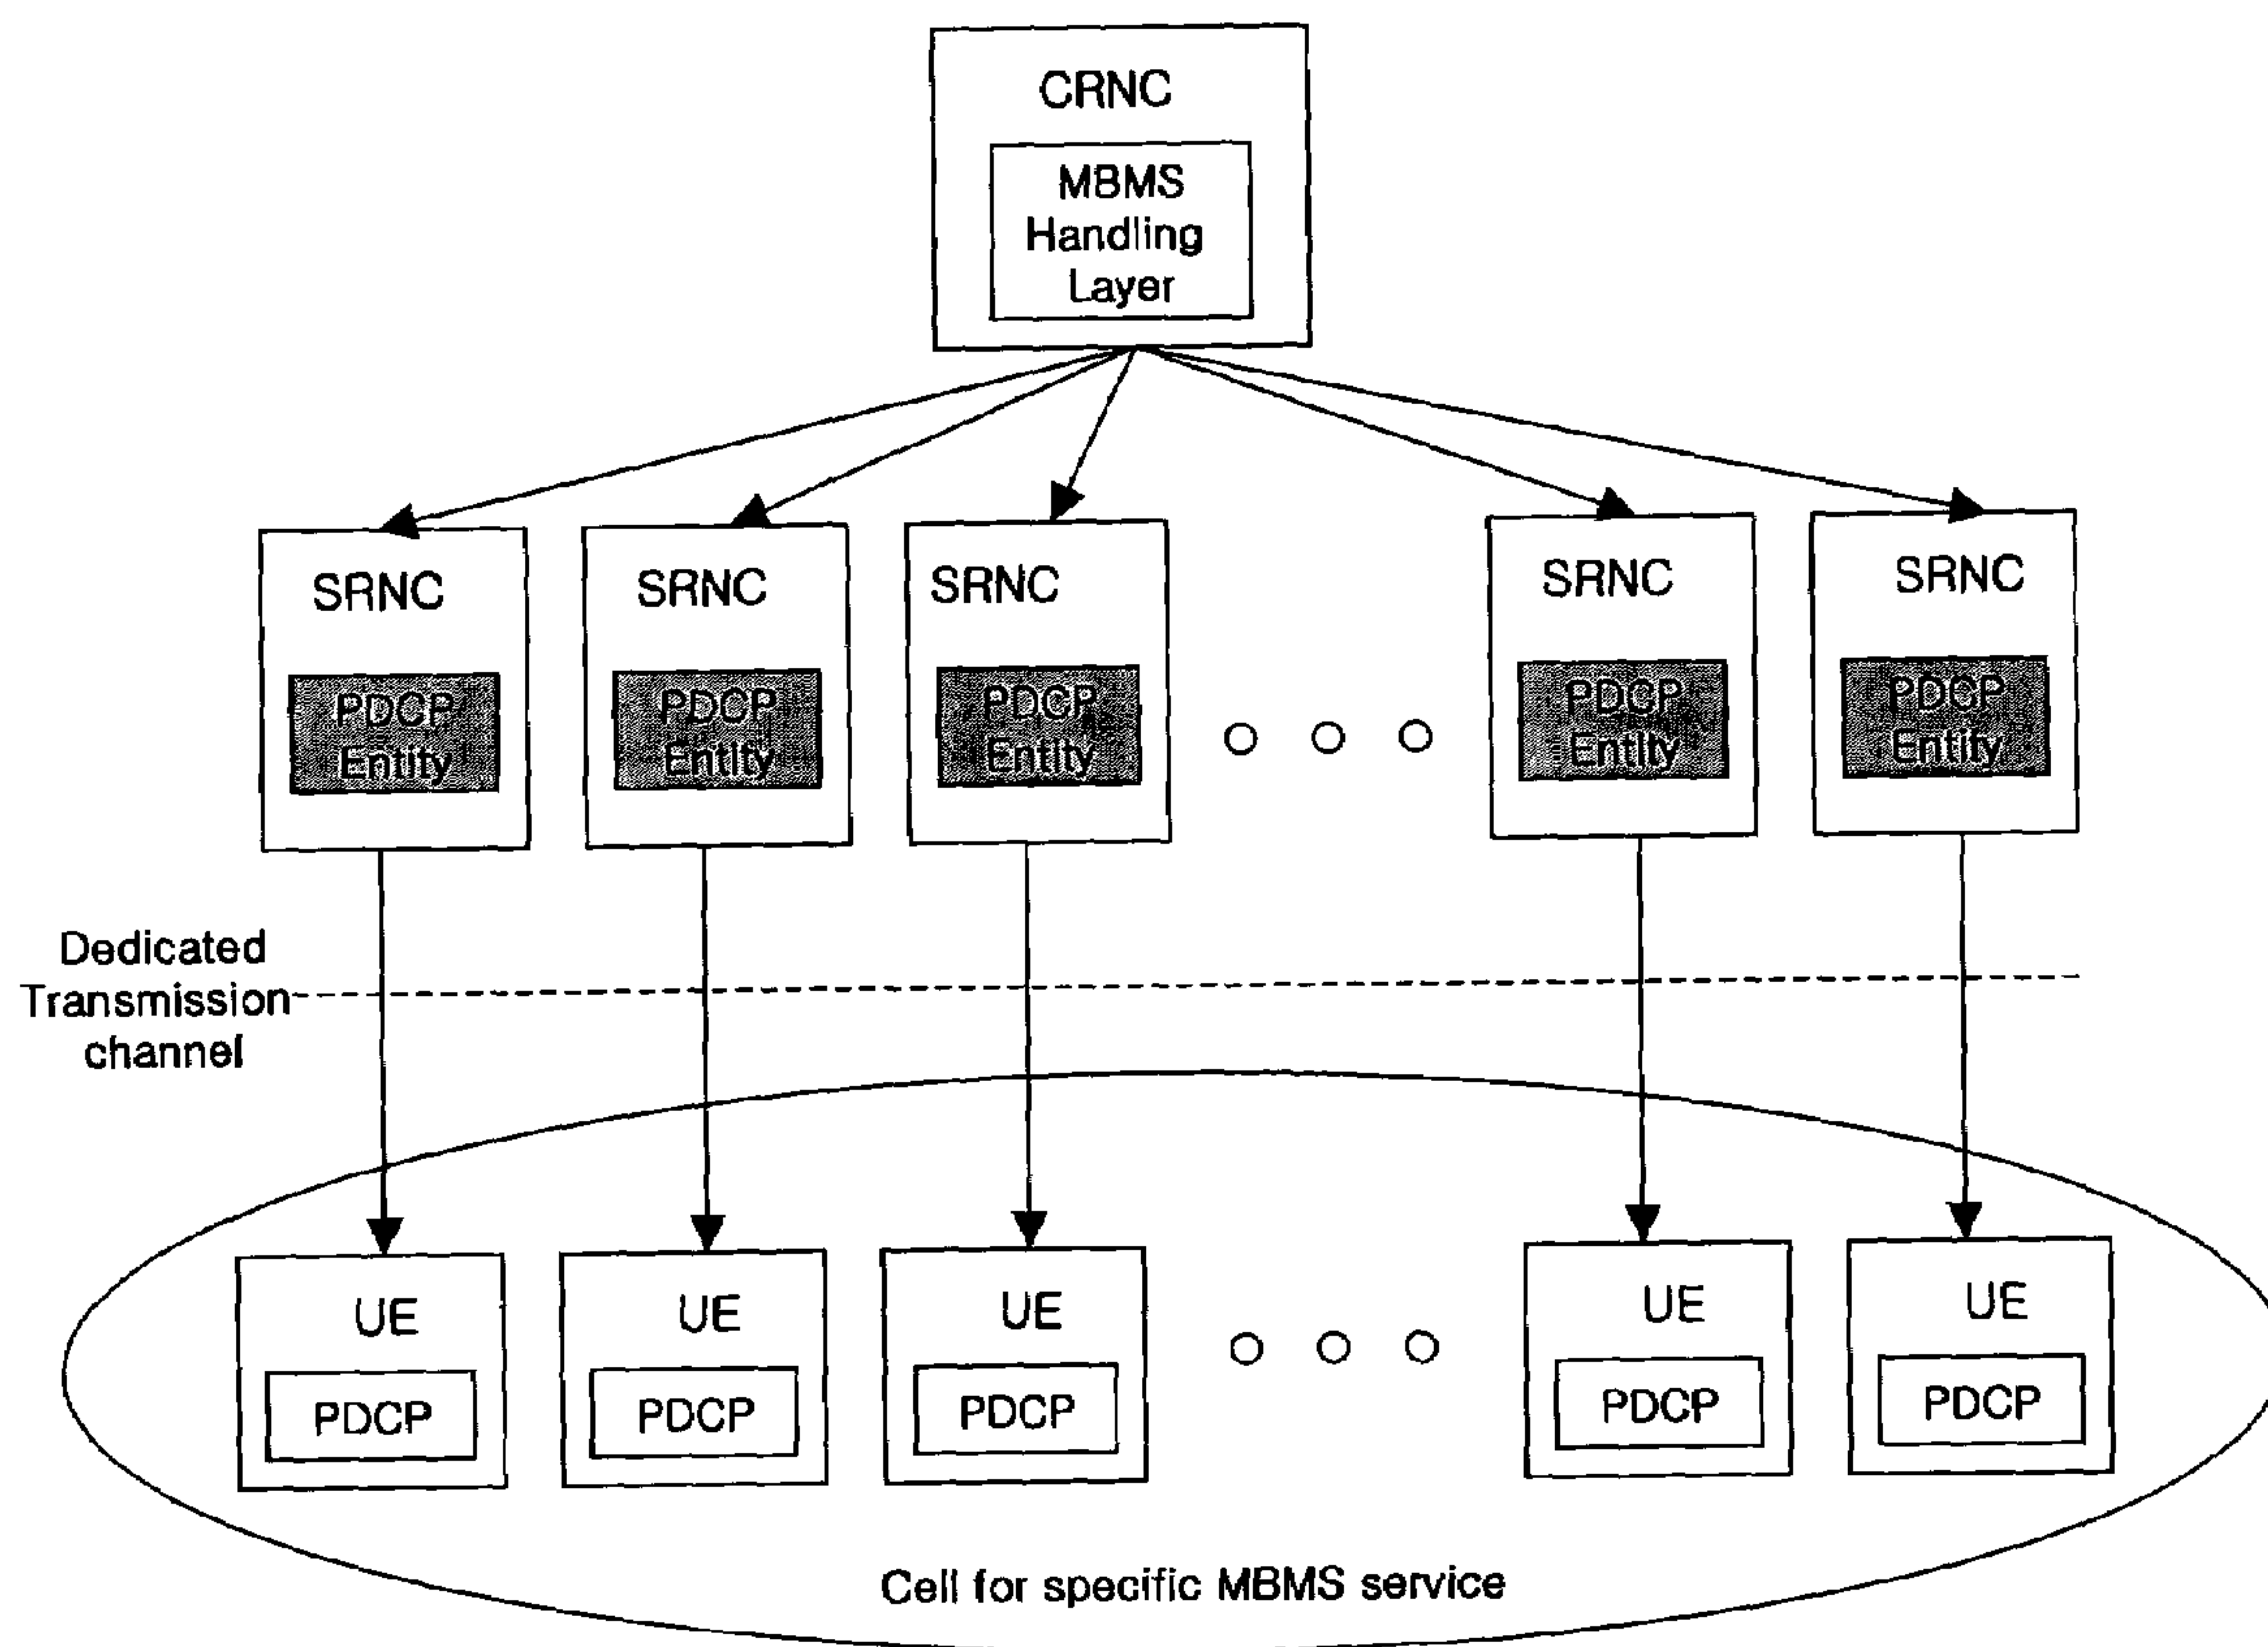 CRNC
MBMS
Handling
Layer
SRNC
SRNC
SRNC
SRNC
SRNC
PDCP
Entity
PDCP
Entity
PDCP
Entity
PDCP
Entity
PDCP
Entity
Dedicated
Transmission
channel
UE
UE
UE
UE
UE
PDCP
PDCP
PDCP
PDCP
PDCP
Cell for specific MBMS service